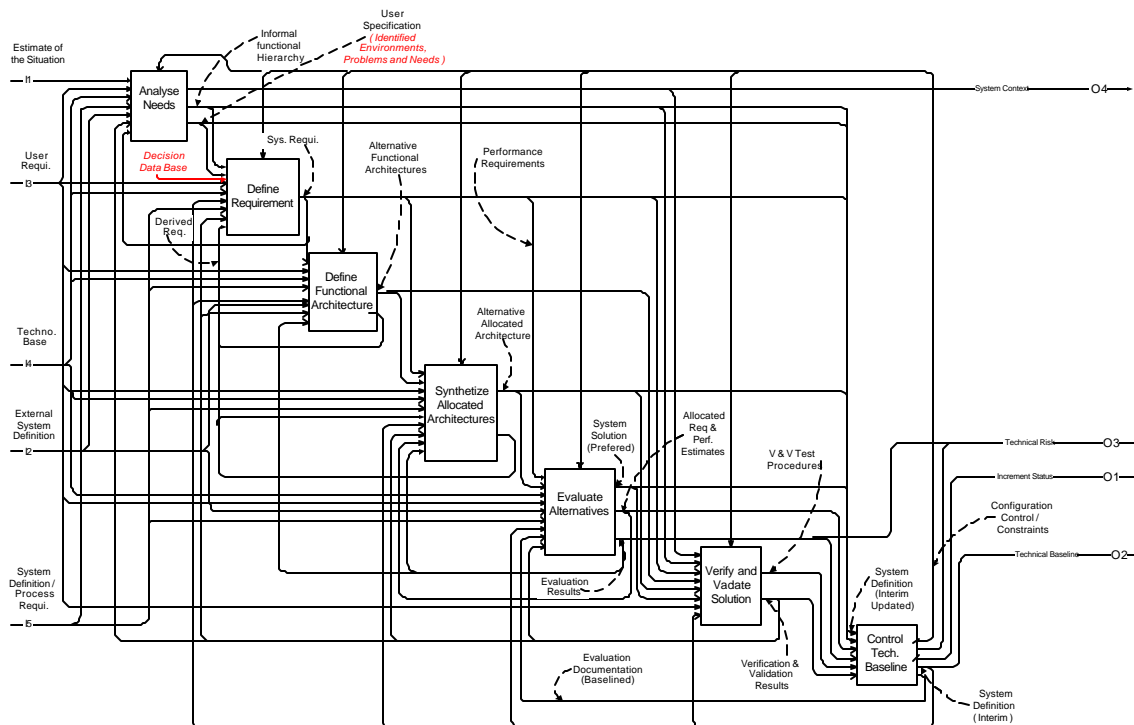 Estimate of
the Situation
I1
Informal
functional
Hierarchy
User
Specification
( Identified
Environments,
Problems and Needs )
Analyse
Needs
System Context
O4
User
Requi.
I3
Decision
Data Base
Define
Requirement
Sys. Requi.
Alternative
Functional
Architectures
Performance
Requirements
Derived
Req.
Define
Functional
Architecture
Techno.
Base
I4
Alternative
Allocated
Architecture
Synthetize
Allocated
Architectures
External
System
Definition
I2
System
Solution
(Prefered)
Allocated
Req &
Perf.
Estimates
V & V Test
Procedures
Technical Risk
O3
Increment Status
O1
Configuration
Control /
Constraints
Technical Baseline
O2
Evaluate
Alternatives
Evaluation
Results
Verify and
Vadate
Solution
System
Definition
(Interim
Updated)
System
Definition /
Process
Requi.
I5
Control
Tech.
Baseline
Evaluation
Documentation
(Baselined)
Verification &
Validation
Results
System
Definition
( Interim )